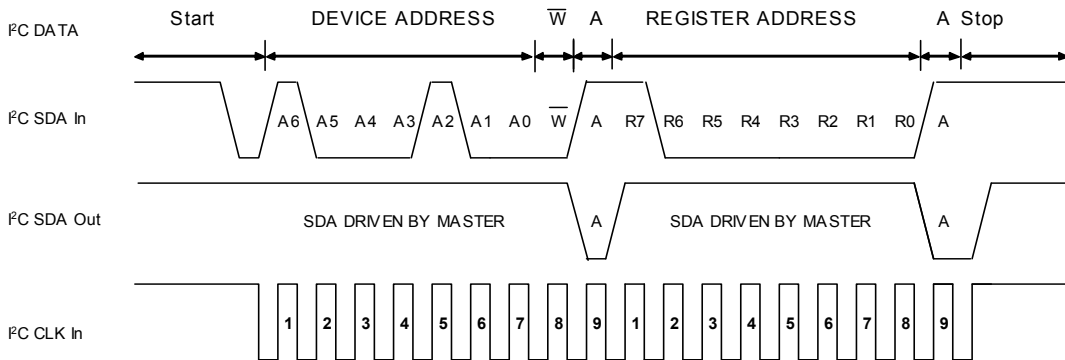 I²C DATA Start DEVICE ADDRESS W̅ A REGISTER ADDRESS A Stop
I²C SDA In A6 A5 A4 A3 A2 A1 A0 W̅ A R7 R6 R5 R4 R3 R2 R1 R0 A
I²C SDA Out SDA DRIVEN BY MASTER A SDA DRIVEN BY MASTER A
I²C CLK In 1 2 3 4 5 6 7 8 9 1 2 3 4 5 6 7 8 9